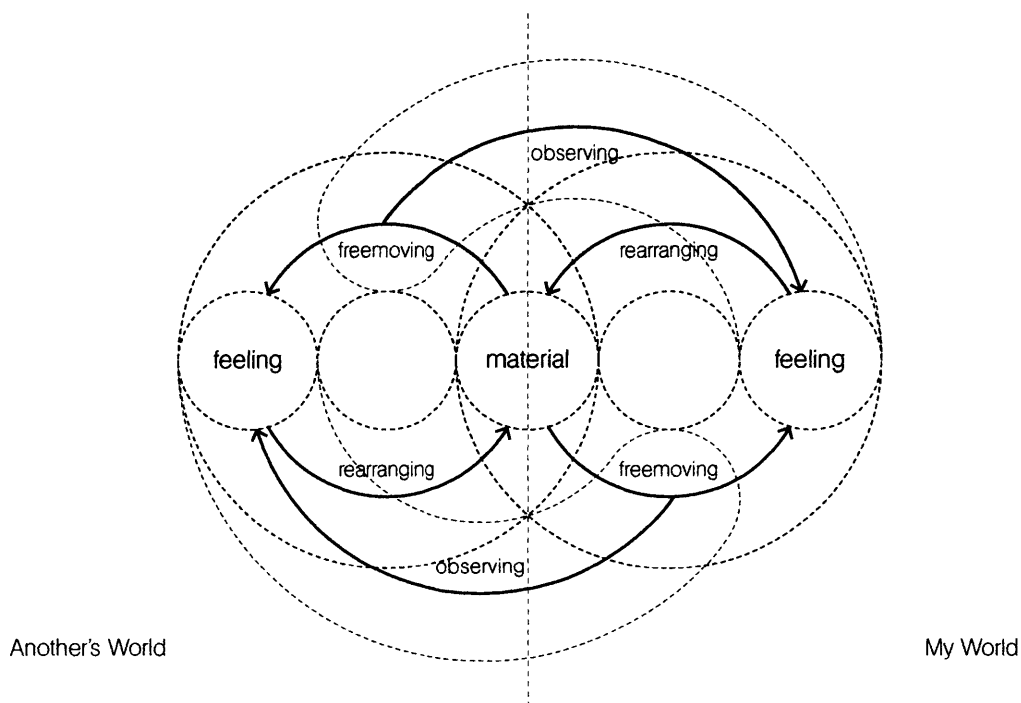 observing
freemoving
rearranging
feeling
material
feeling
rearranging
freemoving
observing
Another's World
My World